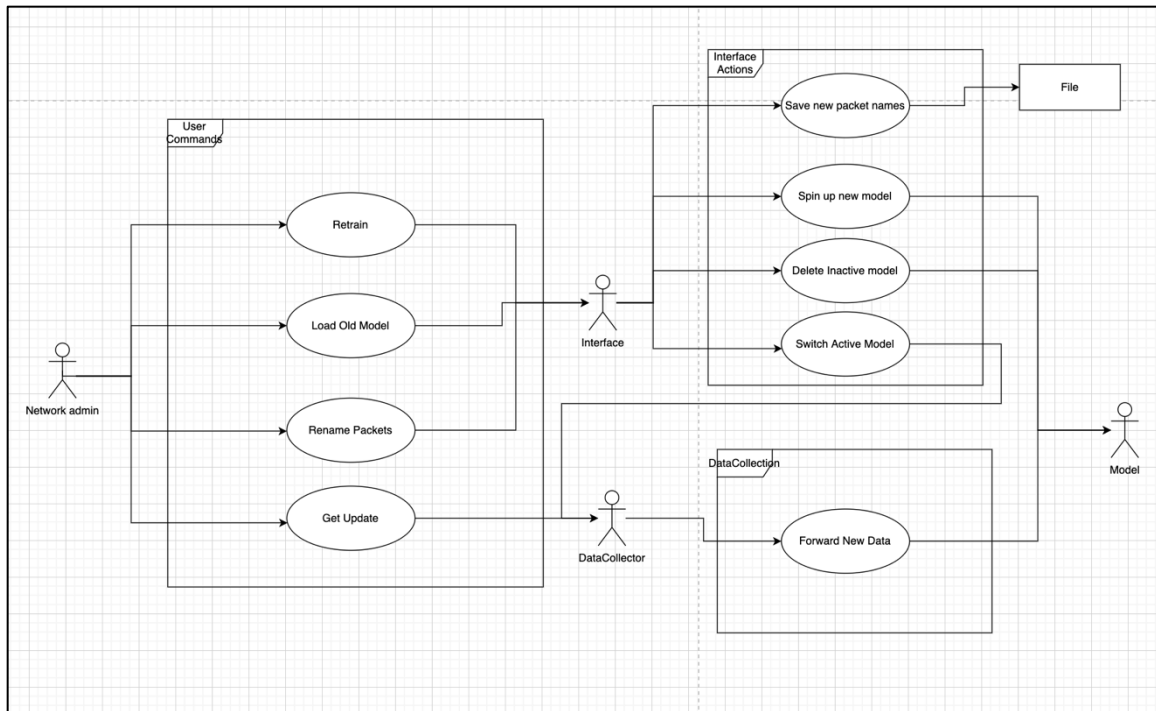 Interface
Actions
File
Save new packet names
User
Commands
Spin up new model
Retrain
Delete Inactive model
Load Old Model
Interface
Switch Active Model
Network admin
Rename Packets
DataCollection
Model
Get Update
Forward New Data
DataCollector